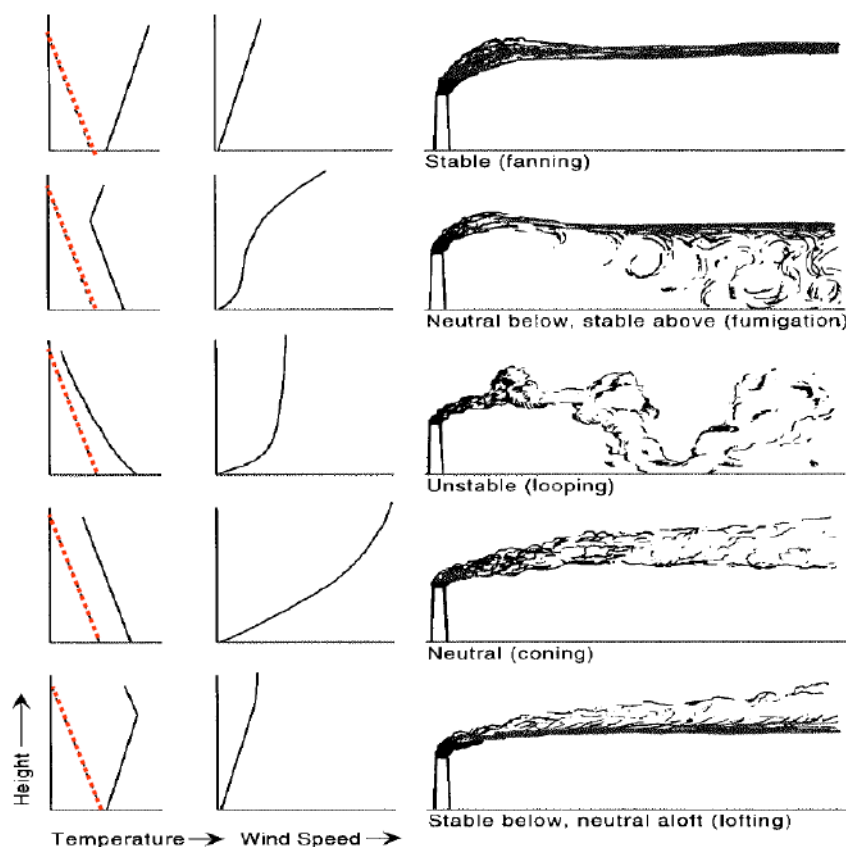 Stable (fanning)
Neutral below, stable above (fumigation)
Unstable (looping)
Neutral (coning)
Height
Stable below, neutral aloft (lofting)
Temperature Wind Speed